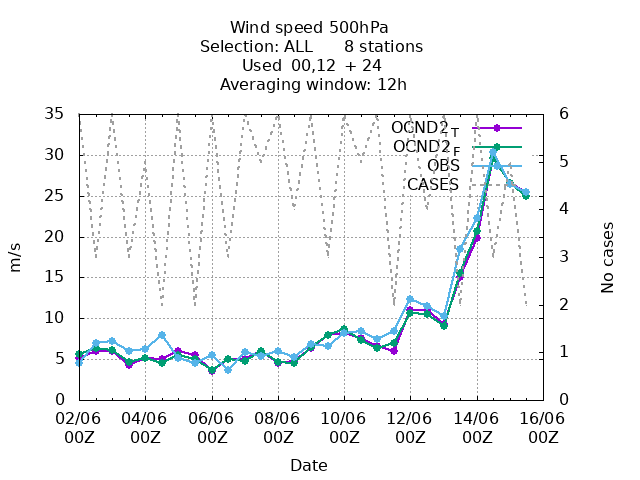 Wind speed 500hPa
Selection: ALL 8 stations
Used 00,12 + 24
Averaging window: 12h
35 6
OCND2 T
30 OCND2 F 5
OBS
25 CASES 4
20
m/s 3 No cases
15
10 2
5 1
0 0
02/06 04/06 06/06 08/06 10/06 12/06 14/06 16/06
00Z 00Z 00Z 00Z 00Z 00Z 00Z 00Z
Date